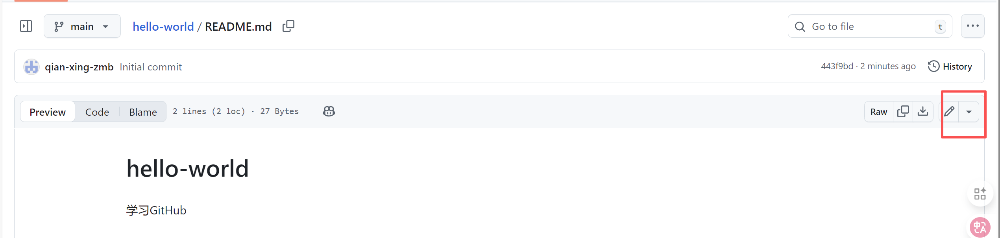 main hello-world / README.md Go to file t
qian-xing-zmb Initial commit 443f9bd · 2 minutes ago History
Preview Code Blame 2 lines (2 loc) · 27 Bytes Raw
hello-world
学习GitHub
中A